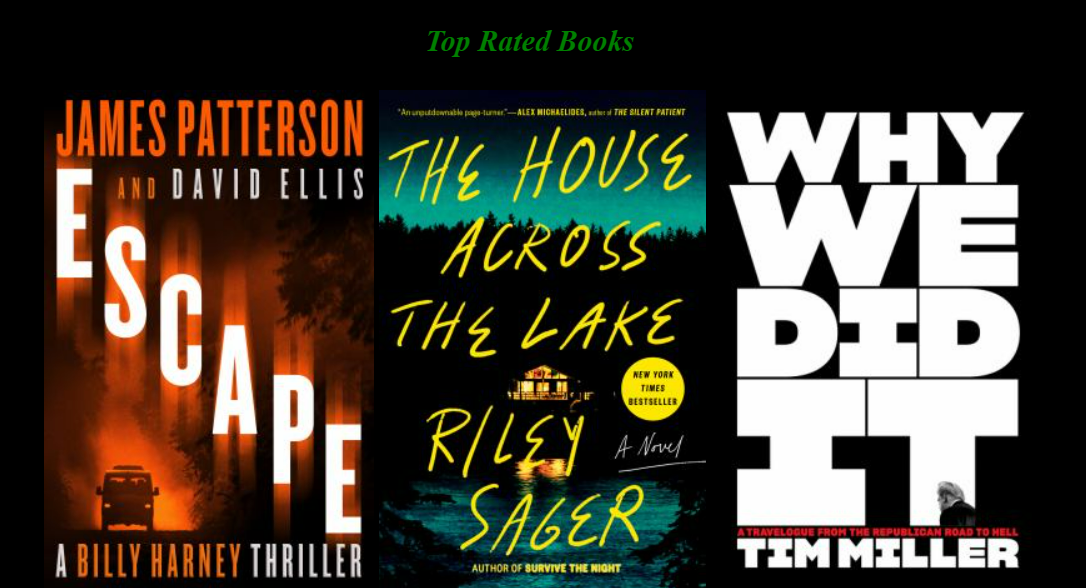 Top Rated Books
JAMES PATTERSON
AND DAVID ELLIS
ESCAPE
A BILLY HARNEY THRILLER
"An unputdownable page-turner."—ALEX MICHAELIDES, author of THE SILENT PATIENT
THE HOUSE
ACROSS
THE LAKE
NEW YORK
TIMES
BESTSELLER
RILEY
A Novel
SAGER
AUTHOR OF SURVIVE THE NIGHT
WHY
WE
DID
IT
A TRAVELOGUE FROM THE REPUBLICAN ROAD TO HELL
TIM MILLER